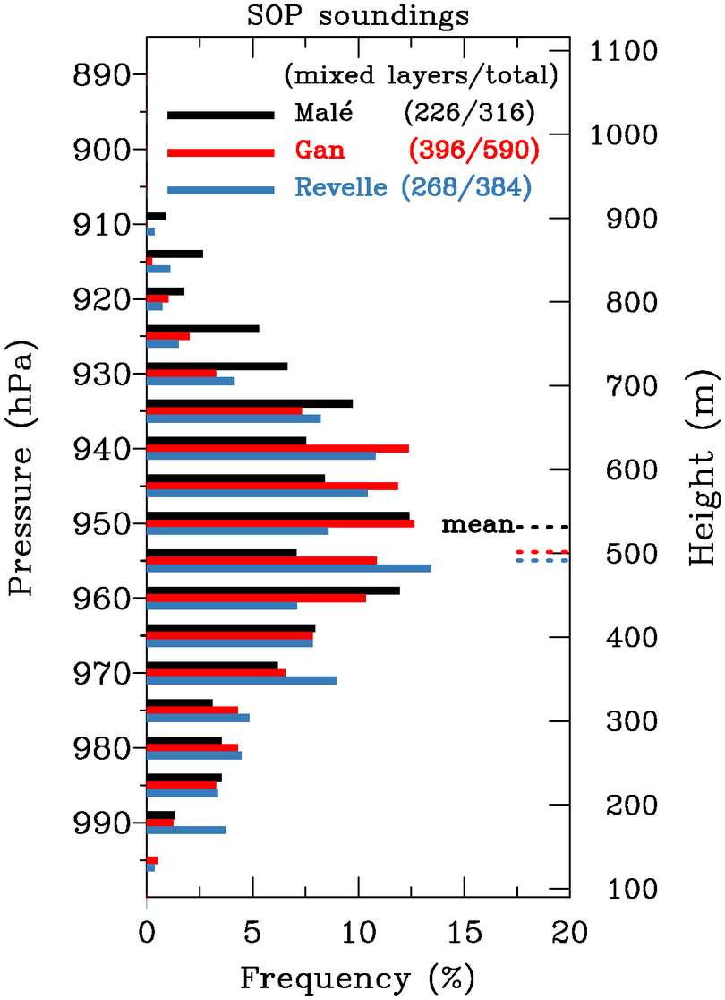 SOP soundings
(mixed layers/total)
Malé (226/316)
Gan (396/590)
Revelle (268/384)
890
900
910
920
930
940
950
960
970
980
990
Pressure (hPa)
mean
1100
1000
900
800
700
600
500
400
300
200
100
Height (m)
0 5 10 15 20
Frequency (%)